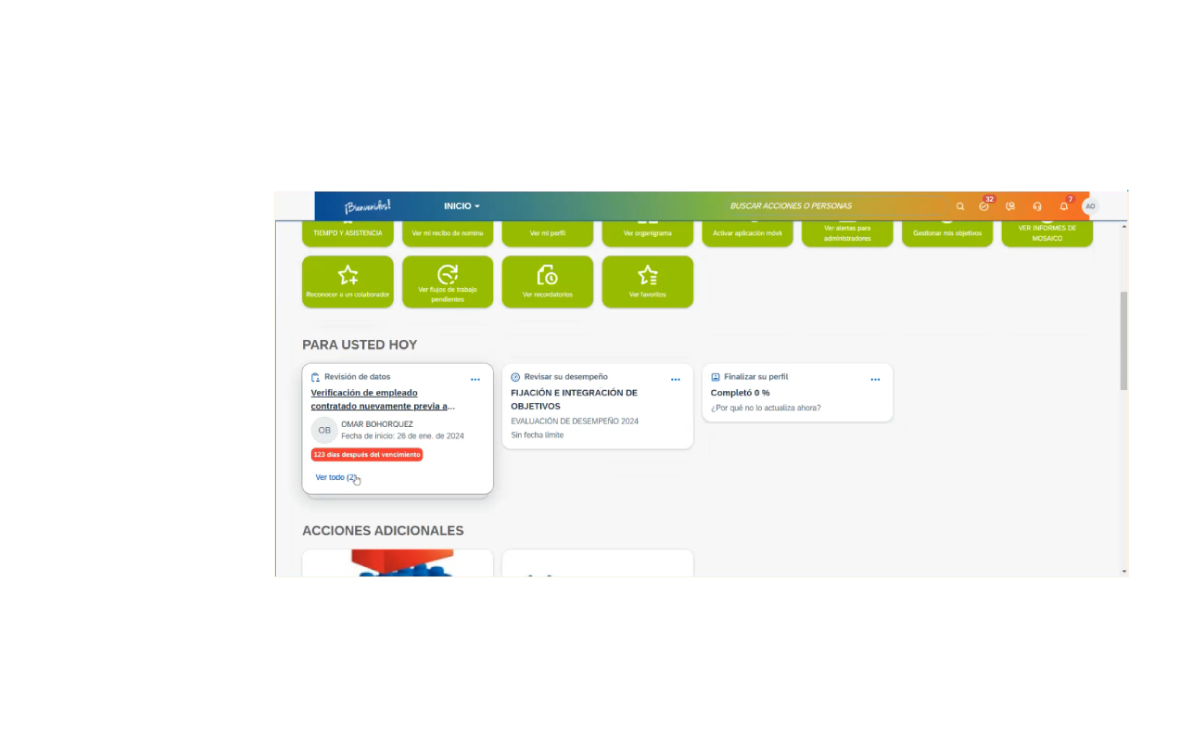 ¡Bienvenidos!
INICIO
BUSCAR ACCIONES O PERSONAS
32
7
AO
TIEMPO Y ASISTENCIA
Ver mi recibo de nomina
Ver mi perfil
Ver organigrama
Activar aplicación móvil
Ver alertas para
administradores
Gestionar mis objetivos
VER INFORMES DE
MOSAICO
Reconocer a un colaborador
Ver flujos de trabajo
pendientes
Ver recordatorios
Ver favoritos
PARA USTED HOY
Revisión de datos
Verificación de empleado
contratado nuevamente previa a...
OB
OMAR BOHORQUEZ
Fecha de inicio: 26 de ene. de 2024
123 días después del vencimiento
Ver todo (2)
Revisar su desempeño
FIJACIÓN E INTEGRACIÓN DE
OBJETIVOS
EVALUACIÓN DE DESEMPEÑO 2024
Sin fecha límite
Finalizar su perfil
Completó 0 %
¿Por qué no lo actualiza ahora?
ACCIONES ADICIONALES